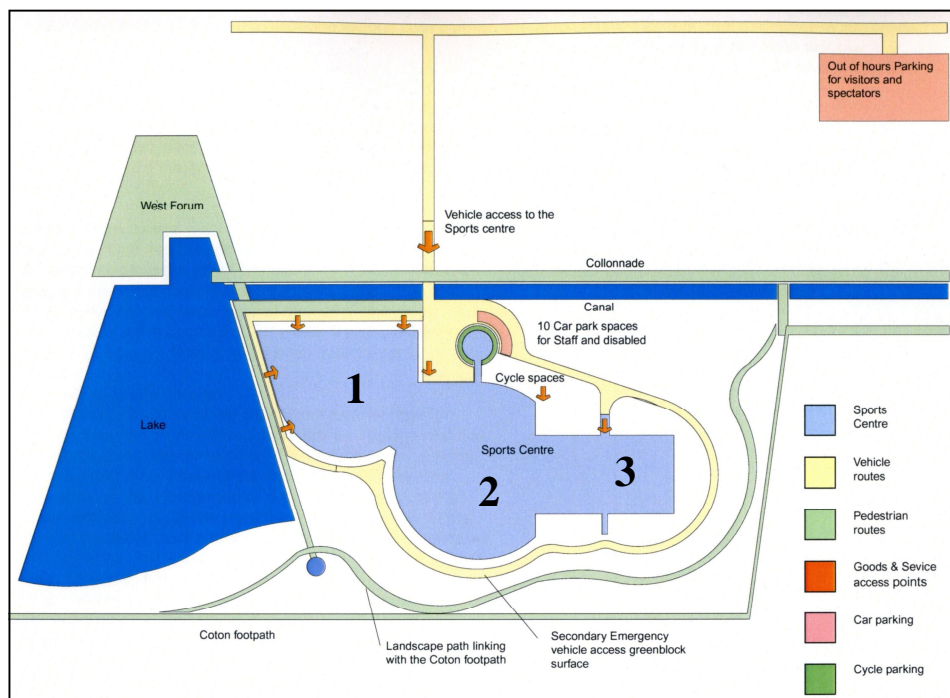 Out of hours Parking
for visitors and
spectators
West Forum
Vehicle access to the
Sports centre
Collonnade
Canal
10 Car park spaces
for Staff and disabled
1
Cycle spaces
Lake
Sports Centre
2
3
Sports
Centre
Vehicle
routes
Pedestrian
routes
Goods & Sevice
access points
Car parking
Cycle parking
Coton footpath
Landscape path linking
with the Coton footpath
Secondary Emergency
vehicle access greenblock
surface